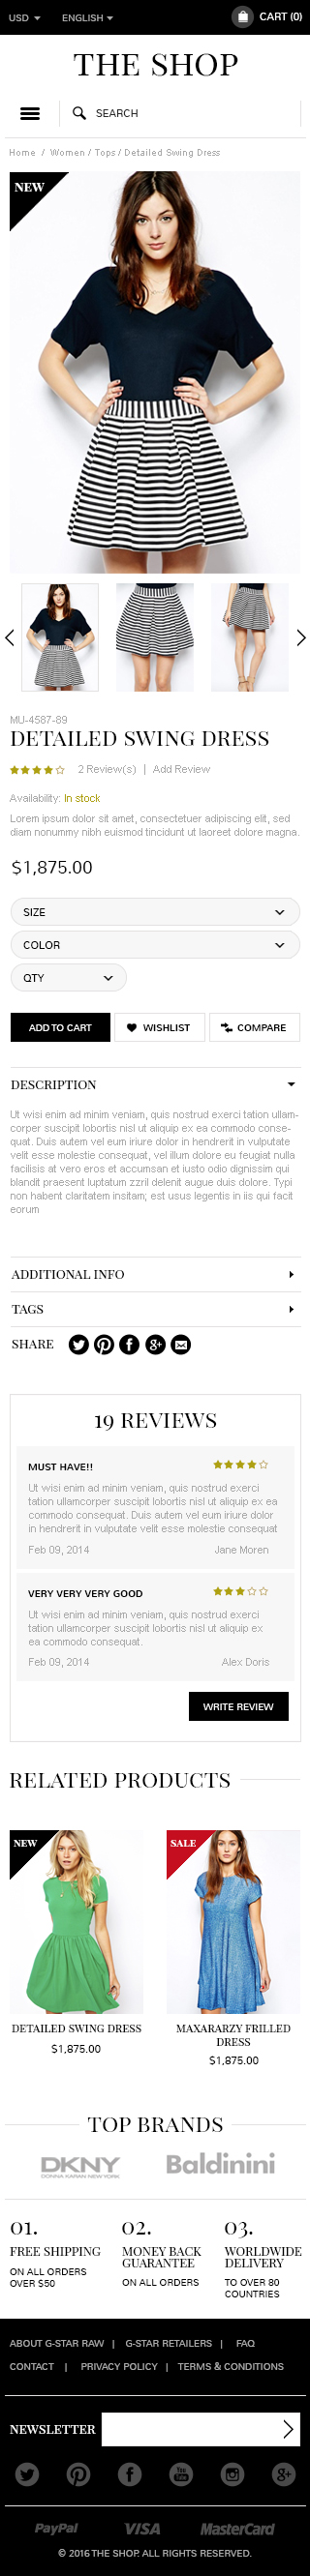 USD ENGLISH CART (0)
THE SHOP
SEARCH
Home / Women / Tops / Detailed Swing Dress
NEW
MU-4587-89
DETAILED SWING DRESS
2 Review(s) | Add Review
Availability: In stock
Lorem ipsum dolor sit amet, consectetuer adipiscing elit, sed
diam nonummy nibh euismod tincidunt ut laoreet dolore magna.
$1,875.00
SIZE
COLOR
QTY
ADD TO CART WISHLIST COMPARE
DESCRIPTION
Ut wisi enim ad minim veniam, quis nostrud exerci tation ullam-
corper suscipit lobortis nisl ut aliquip ex ea commodo conse-
quat. Duis autem vel eum iriure dolor in hendrerit in vulputate
velit esse molestie consequat, vel illum dolore eu feugiat nulla
facilisis at vero eros et accumsan et iusto odio dignissim qui
blandit praesent luptatum zzril delenit augue duis dolore. Typi
non habent claritatem insitam; est usus legentis in iis qui facit
eorum
ADDITIONAL INFO
TAGS
SHARE
19 REVIEWS
MUST HAVE!!
Ut wisi enim ad minim veniam, quis nostrud exerci
tation ullamcorper suscipit lobortis nisl ut aliquip ex ea
commodo consequat. Duis autem vel eum iriure dolor
in hendrerit in vulputate velit esse molestie consequat
Feb 09, 2014 Jane Moren
VERY VERY VERY GOOD
Ut wisi enim ad minim veniam, quis nostrud exerci
tation ullamcorper suscipit lobortis nisl ut aliquip ex
ea commodo consequat.
Feb 09, 2014 Alex Doris
WRITE REVIEW
RELATED PRODUCTS
NEW SALE
DETAILED SWING DRESS
$1,875.00
MAXARARZY FRILLED
DRESS
$1,875.00
TOP BRANDS
DKNY
DONNA KARAN NEW YORK
Baldinini
01.
FREE SHIPPING
ON ALL ORDERS
OVER $50
02.
MONEY BACK
GUARANTEE
ON ALL ORDERS
03.
WORLDWIDE
DELIVERY
TO OVER 80
COUNTRIES
ABOUT G-STAR RAW | G-STAR RETAILERS | FAQ
CONTACT | PRIVACY POLICY | TERMS & CONDITIONS
NEWSLETTER
You Tube
PayPal VISA MasterCard
© 2016 THE SHOP. ALL RIGHTS RESERVED.